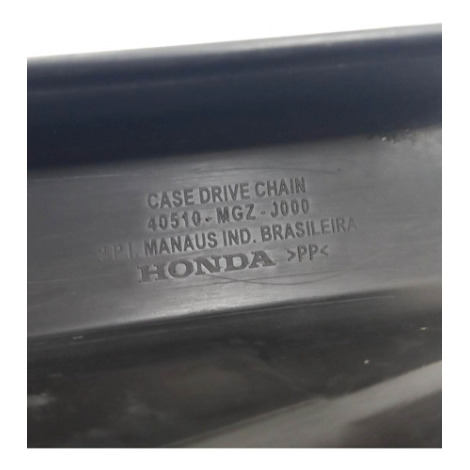 CASE DRIVE CHAIN
40510-MGZ-J000
MANAUS IND. BRASILEIRA
HONDA >PP<